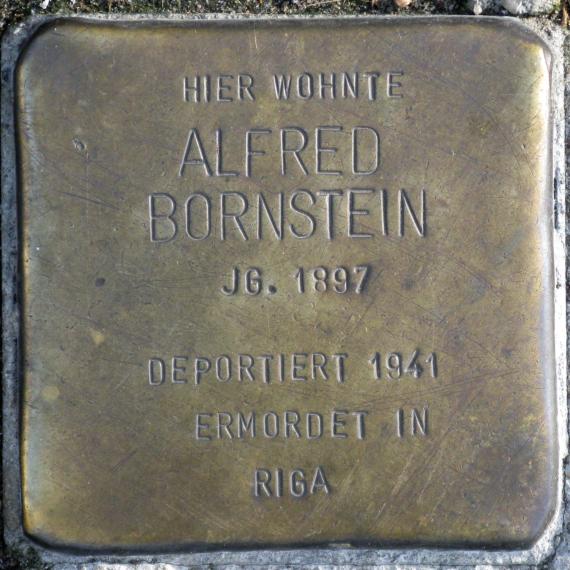 HIER WOHNTE
ALFRED
BORNSTEIN
JG. 1897
DEPORTIERT 1941
ERMORDET IN
RIGA